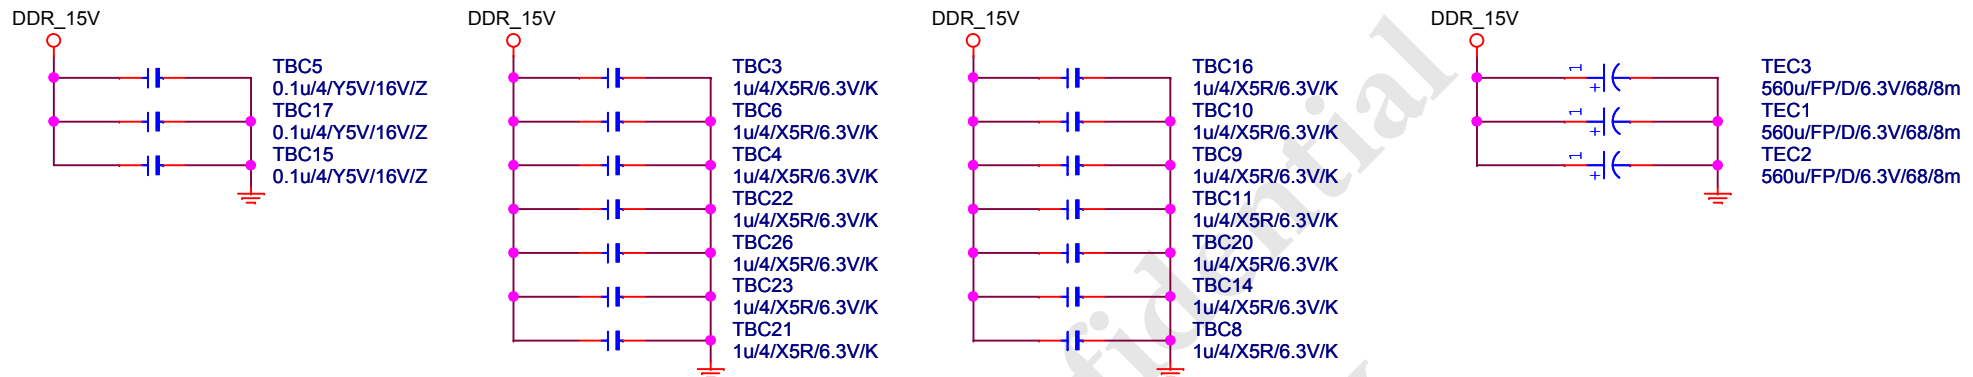 DDR_15V
TBC5
0.1u/4/Y5V/16V/Z
TBC17
0.1u/4/Y5V/16V/Z
TBC15
0.1u/4/Y5V/16V/Z
DDR_15V
TBC3
1u/4/X5R/6.3V/K
TBC6
1u/4/X5R/6.3V/K
TBC4
1u/4/X5R/6.3V/K
TBC22
1u/4/X5R/6.3V/K
TBC26
1u/4/X5R/6.3V/K
TBC23
1u/4/X5R/6.3V/K
TBC21
1u/4/X5R/6.3V/K
DDR_15V
TBC16
1u/4/X5R/6.3V/K
TBC10
1u/4/X5R/6.3V/K
TBC9
1u/4/X5R/6.3V/K
TBC11
1u/4/X5R/6.3V/K
TBC20
1u/4/X5R/6.3V/K
TBC14
1u/4/X5R/6.3V/K
TBC8
1u/4/X5R/6.3V/K
DDR_15V
1
+
TEC3
560u/FP/D/6.3V/68/8m
1
+
TEC1
560u/FP/D/6.3V/68/8m
1
+
TEC2
560u/FP/D/6.3V/68/8m
fidential